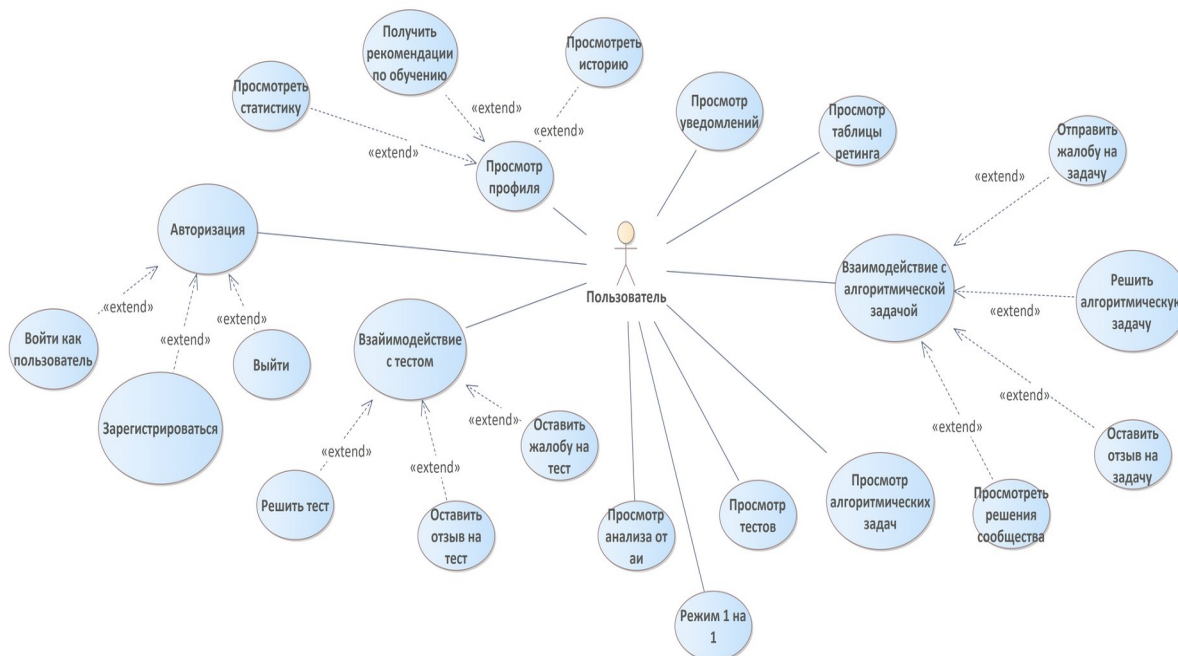 Получить
рекомендации
по обучению
Просмотреть
историю
Просмотреть
статистику
«extend»
«extend»
«extend»
Просмотр
профиля
Просмотр
уведомлений
Просмотр
таблицы
ретинга
Отправить
жалобу на
задачу
«extend»
Авторизация
«extend»
«extend»
«extend»
Войти как
пользователь
Зарегистрироваться
Выйти
Пользователь
Взаимодействие с
алгоритмической
задачой
Решить
алгоритмическую
задачу
«extend»
«extend»
«extend»
Оставить
отзыв на
задачу
Просмотреть
решения
сообщества
Взайимодействие
с тестом
«extend»
«extend»
«extend»
Оставить
жалобу на
тест
Решить тест
Оставить
отзыв на
тест
Просмотр
анализа от
аи
Просмотр
тестов
Просмотр
алгоритмических
задач
Режим 1 на
1